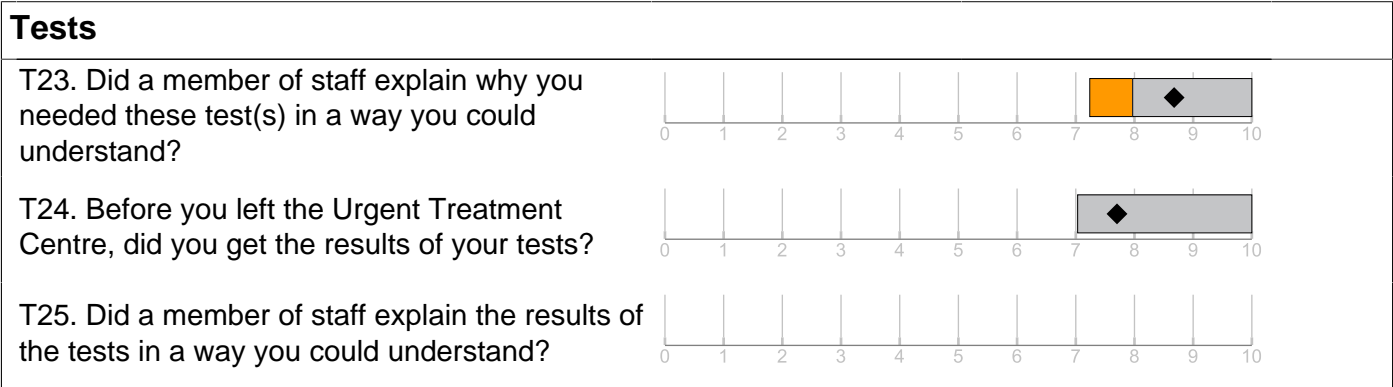 Tests
T23. Did a member of staff explain why you
needed these test(s) in a way you could
understand?
0 1 2 3 4 5 6 7 8 9 10
T24. Before you left the Urgent Treatment
Centre, did you get the results of your tests?
0 1 2 3 4 5 6 7 8 9 10
T25. Did a member of staff explain the results of
the tests in a way you could understand?
0 1 2 3 4 5 6 7 8 9 10